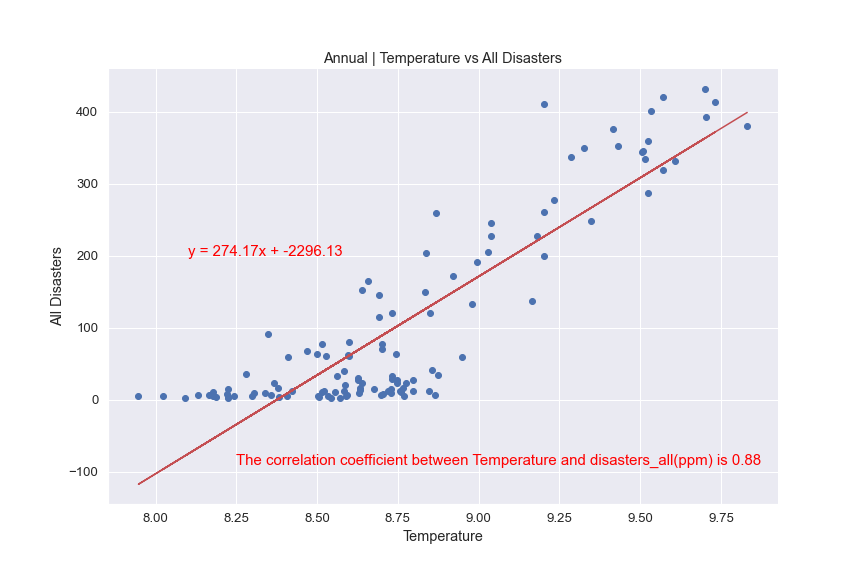 Annual | Temperature vs All Disasters
400
300
200
100
0
−100
All Disasters
y = 274.17x + -2296.13
The correlation coefficient between Temperature and disasters_all(ppm) is 0.88
8.00 8.25 8.50 8.75 9.00 9.25 9.50 9.75
Temperature